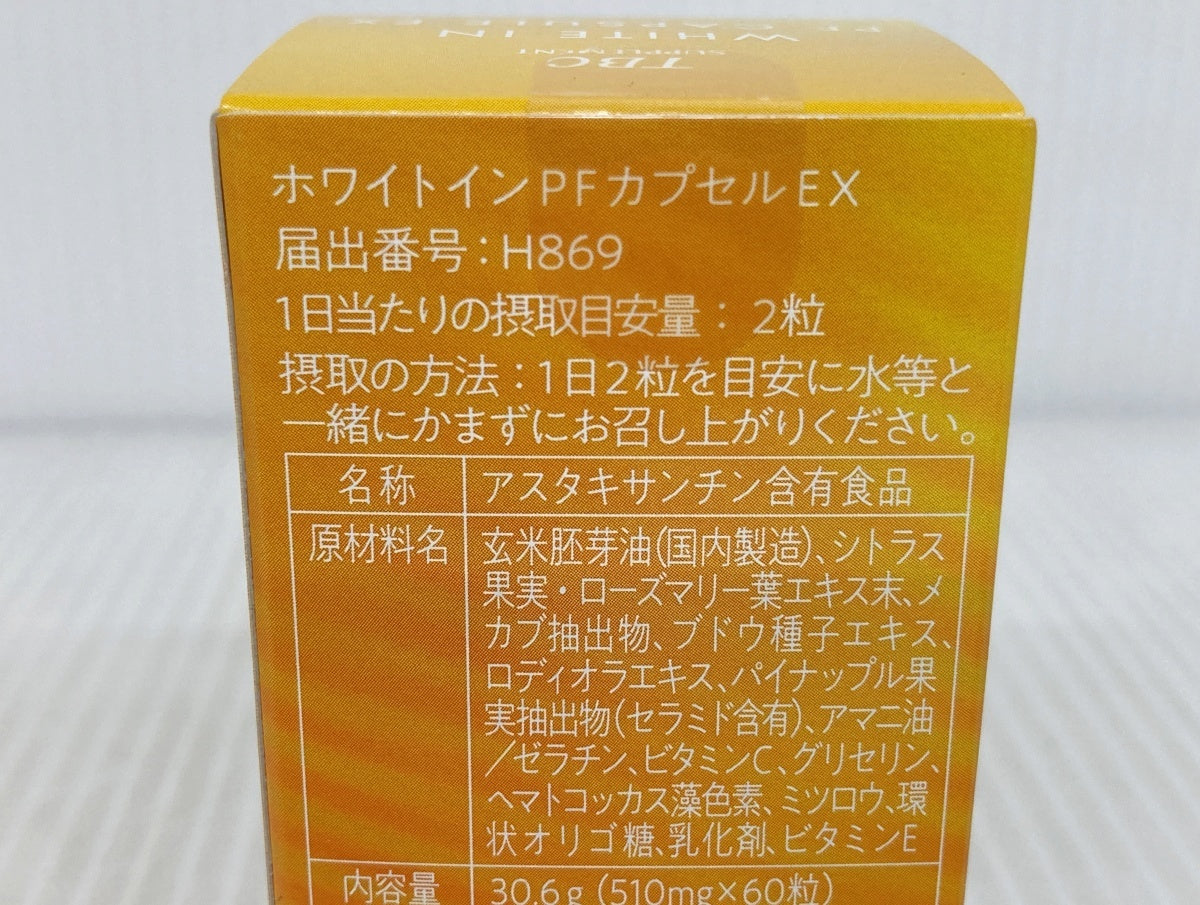 TBC
SUPPLEMENT
WHITE IN
PF CAPSULE EX
ホワイトインPFカプセルEX
届出番号：H869
1日当たりの摂取目安量：2粒
摂取の方法：1日2粒を目安に水等と
一緒にかまずにお召し上がりください。
名称 アスタキサンチン含有食品
原材料名 玄米胚芽油(国内製造)、シトラス
果実・ローズマリー葉エキス末、メ
カブ抽出物、ブドウ種子エキス、
ロディオラエキス、パイナップル果
実抽出物(セラミド含有)、アマニ油
/ゼラチン、ビタミンC、グリセリン、
ヘマトコッカス藻色素、ミツロウ、環
状オリゴ糖、乳化剤、ビタミンE
内容量 30.6g (510mg×60粒)